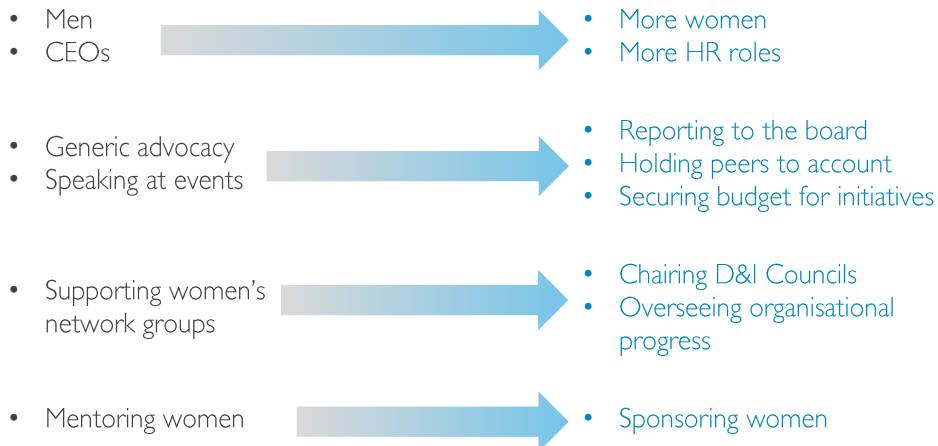 • Men
• CEOs
• More women
• More HR roles
• Generic advocacy
• Speaking at events
• Reporting to the board
• Holding peers to account
• Securing budget for initiatives
• Supporting women’s
network groups
• Chairing D&I Councils
• Overseeing organisational
progress
• Mentoring women
• Sponsoring women